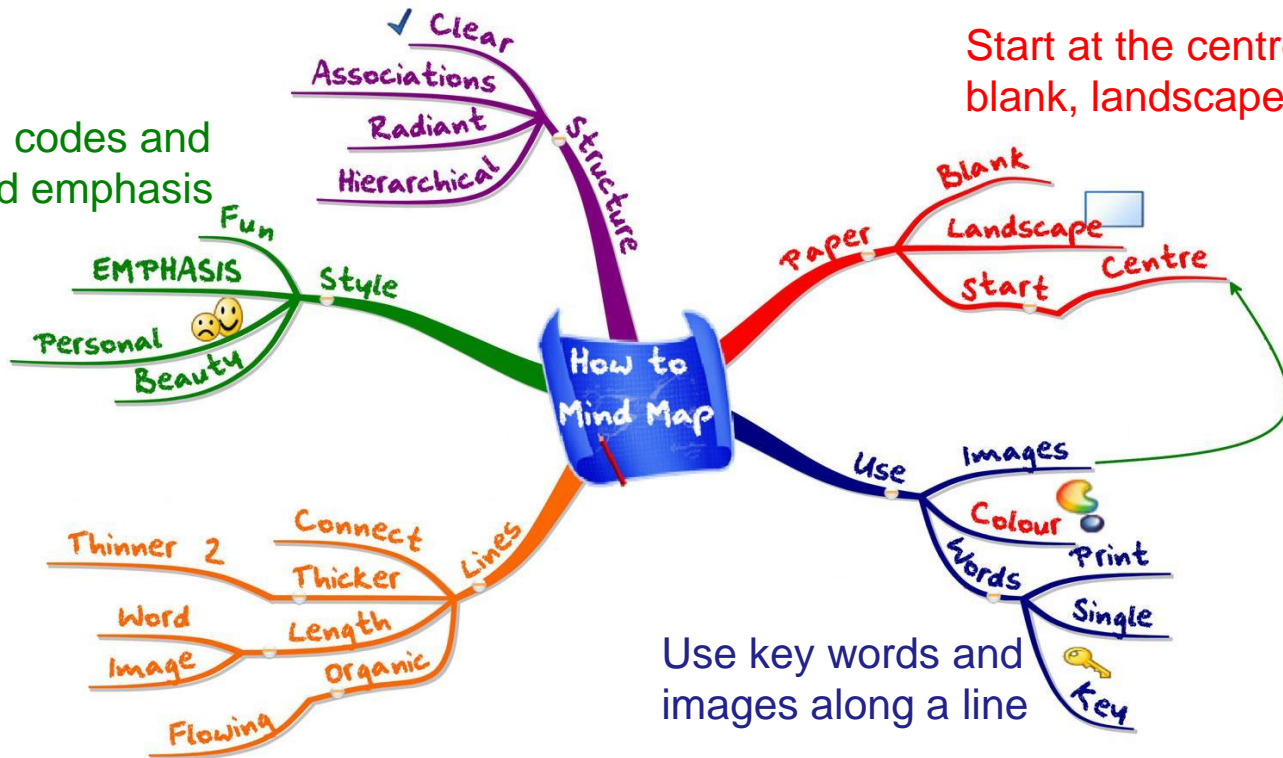 Clear
Associations
Radiant
Hierarchical
Structure
Start at the centr
blank, landscape
codes and
d emphasis
Fun
EMPHASIS
Personal
Beauty
Style
Paper
Blank
Landscape
Start
Centre
How to
Mind Map
Use
Images
Colour
Words
Print
Single
Key
Lines
Connect
Thicker
Thinner 2
Length
Word
Image
Organic
Flowing
Use key words and
images along a line